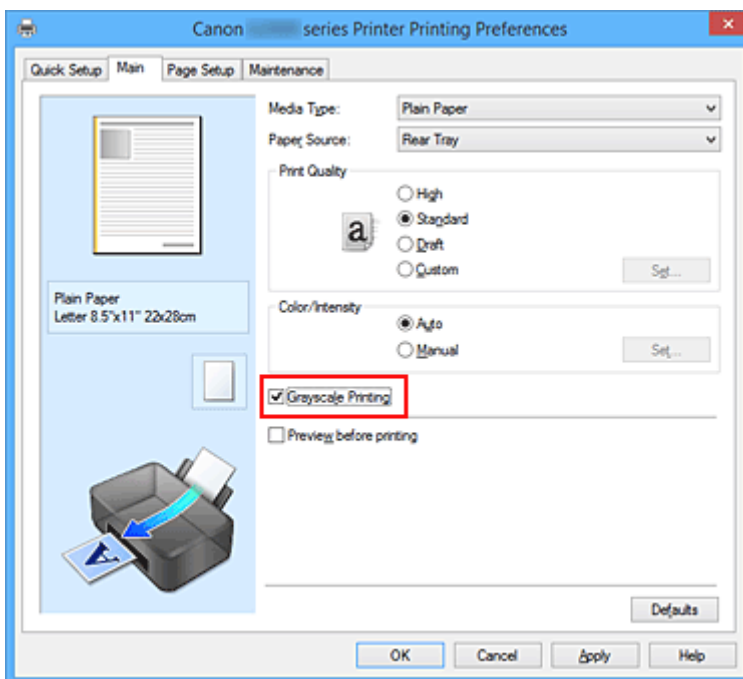 Canon series Printer Printing Preferences
Quick Setup Main Page Setup Maintenance
Media Type: Plain Paper
Paper Source: Rear Tray
Print Quality
High
a Standard
Draft
Custom Set...
Plain Paper
Letter 8.5"x11" 22x28cm
Color/Intensity
Auto
Manual Set...
Grayscale Printing
Preview before printing
A
Defaults
OK Cancel Apply Help